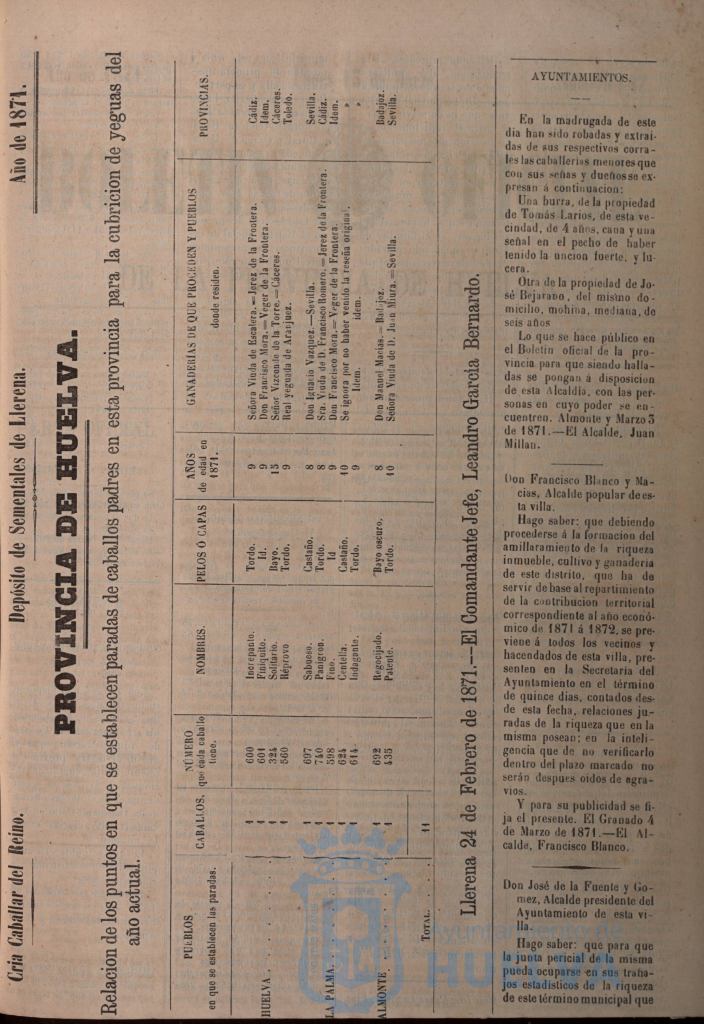 Cria Caballar del Reino. Depósito de Sementales de Llerena. Año de 1871.
PROVINCIA DE HUELVA.
Relacion de los puntos en que se establecen paradas de caballos padres en esta provincia para la cubricion de yeguas del
año actual.
PUEBLOS en que se establecen las paradas. CABALLOS. NÚMERO que cada caballo tiene. NOMBRES. PELOS Ó CAPAS AÑOS de edad en 1871. GANADERÍAS DE QUE PROCEDEN Y PUEBLOS donde residen. PROVINCIAS.
HUELVA 1 600 Increpante. Tordo. 9 Señora Viuda de Escalera.=Jerez de la Frontera. Cádiz.
1 601 Finiquito. Id. 9 Don Francisco Mora.=Veger de la Frontera. Idem.
1 324 Solitario. Bayo. 15 Señor Vizconde de la Torre.=Cáceres. Cáceres.
1 560 Réprovo Tordo. 9 Real yeguada de Aranjuez. Toledo.
LA PALMA 1 697 Sabueso. Castaño. 8 Don Ignacio Vazquez.—Sevilla. Sevilla.
1 740 Panigron. Tordo. 8 Sra. Viuda de D. Francisco Romero.=Jerez de la Frontera. Cádiz.
1 598 Fino. Id 9 Don Francisco Mora.=Veger de la Frontera. Idem.
1 624 Centella. Castaño. 10 Se ignora por no haber venido la reseña original. »
1 614 Indagante. Tordo. 9 Idem. idem. »
ALMONTE 1 692 Regocijado. Bayo oscuro. 8 Don Manuel Macias.=Badajoz. Badajoz.
1 435 Patente. Tordo. 10 Señora Viuda de D. Juan Miura.=Sevilla. Sevilla.
TOTAL. 11
Llerena 24 de Febrero de 1871.—El Comandante Jefe, Leandro Garcia Bernardo.
AYUNTAMIENTOS.
En la madrugada de este
dia han sido robadas y extrai-
das de sus respectivos corra-
les las caballerias menores que
con sus señas y dueños se ex-
presan á continuacion:
Una burra, de la propiedad
de Tomás Larios, de esta ve-
cindad, de 4 años, cana y una
señal en el pecho de haber
tenido la uncion fuerte, y lu-
cera.
Otra de la propiedad de Jo-
sé Bejarano, del mismo do-
micilio, mohina, mediana, de
seis años
Lo que se hace público en
el Boletin oficial de la pro-
vincia para que siendo halla-
das se pongan á disposicion
de esta Alcaldía, con las per-
sonas en cuyo poder se en-
cuentren. Almonte y Marzo 3
de 1871.—El Alcalde, Juan
Millan.
Don Francisco Blanco y Ma-
cias, Alcalde popular de es-
ta villa.
Hago saber: que debiendo
procederse á la formacion del
amillaramiento de la riqueza
inmueble, cultivo y ganadería
de este distrito, que ha de
servir de base al repartimiento
de la contribucion territorial
correspondiente al año econó-
mico de 1871 á 1872, se pre-
viene á todos los vecinos y
hacendados de esta villa, pre-
senten en la Secretaria del
Ayuntamiento en el término
de quince dias, contados des-
de esta fecha, relaciones ju-
radas de la riqueza que en la
misma posean; en la inteli-
gencia que de no verificarlo
dentro del plazo marcado no
serán despues oidos de agra-
vios.
Y para su publicidad se fi-
ja el presente. El Granado 4
de Marzo de 1871.—El Al-
calde, Francisco Blanco.
Don José de la Fuente y Go-
mez, Alcalde presidente del
Ayuntamiento de esta vi-
lla.
Hago saber: que para que
la junta pericial de la misma
pueda ocuparse en sus traba-
jos estadísticos de la riqueza
de este término municipal que
Ayuntamiento de